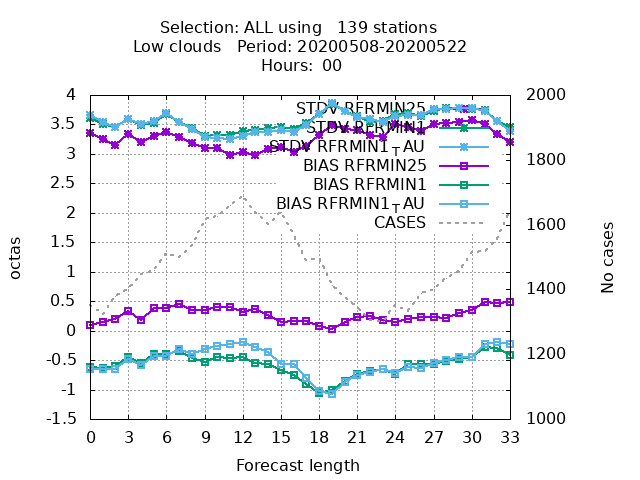 Selection: ALL using   139 stations
Low clouds   Period: 20200508-20200522
Hours:  00
STDV RFRMIN25
STDV RFRMIN1
STDV RFRMIN1_TAU
BIAS RFRMIN25
BIAS RFRMIN1
BIAS RFRMIN1_TAU
CASES
4
3.5
3
2.5
2
1.5
1
0.5
0
-0.5
-1
-1.5
octas
2000
1800
1600
1400
1200
1000
No cases
0 3 6 9 12 15 18 21 24 27 30 33
Forecast length